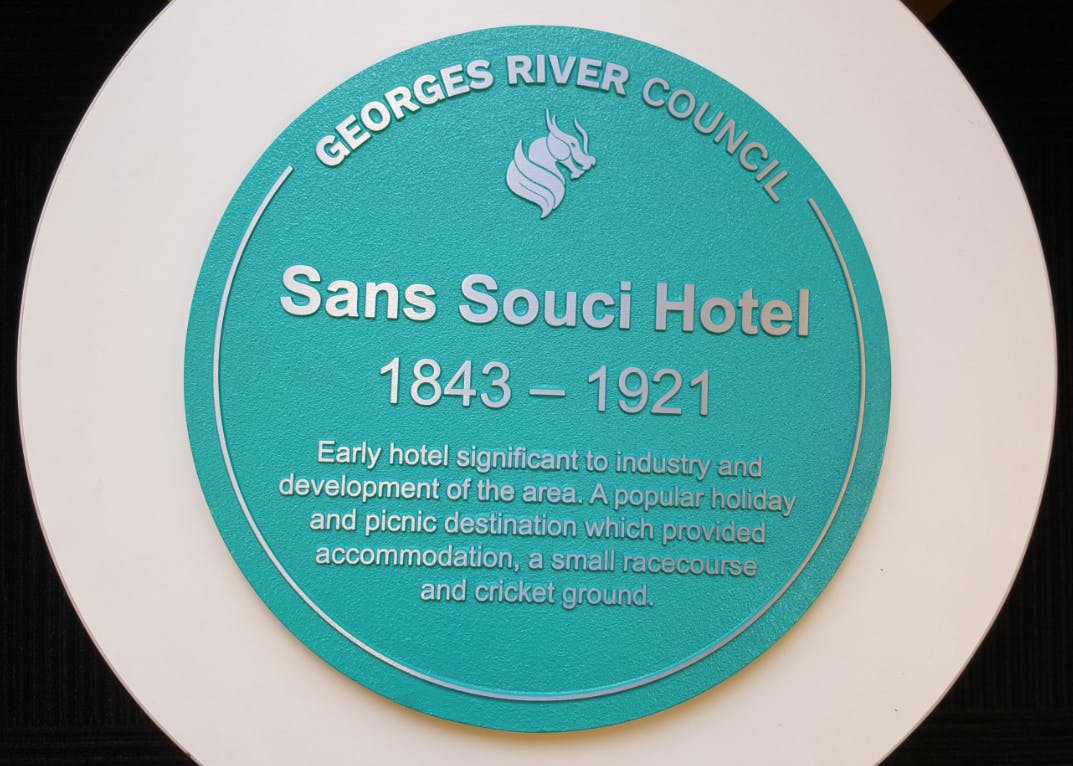 GEORGES RIVER COUNCIL
Sans Souci Hotel
1843 – 1921
Early hotel significant to industry and
development of the area. A popular holiday
and picnic destination which provided
accommodation, a small racecourse
and cricket ground.